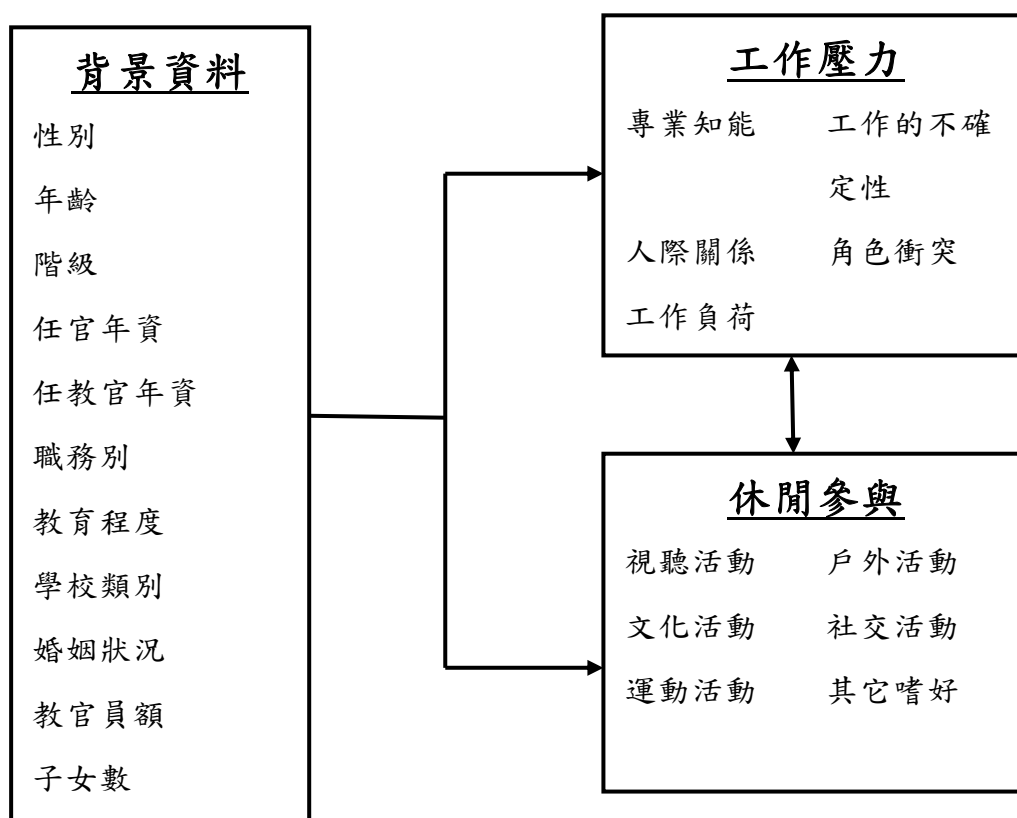 背景資料
性別
年齡
階級
任官年資
任教官年資
職務別
教育程度
學校類別
婚姻狀況
教官員額
子女數
工作壓力
專業知能 工作的不確
定性
人際關係 角色衝突
工作負荷
休閒參與
視聽活動 戶外活動
文化活動 社交活動
運動活動 其它嗜好